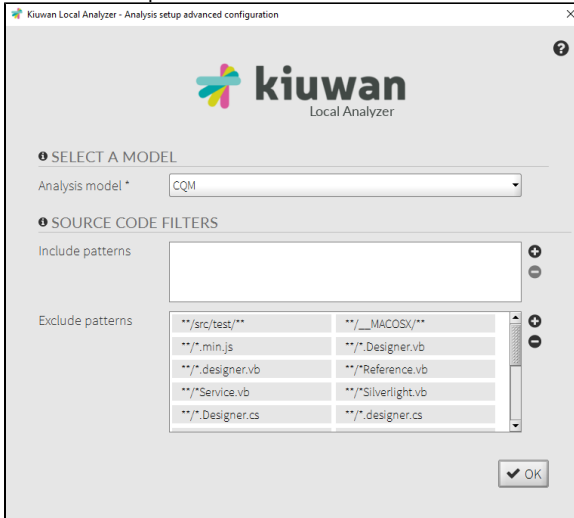 Kiuwan Local Analyzer - Analysis setup advanced configuration
kiuwan
Local Analyzer
SELECT A MODEL
Analysis model *
CQM
SOURCE CODE FILTERS
Include patterns
Exclude patterns
**/src/test/** **/__MACOSX/**
**/*.min.js **/*.Designer.vb
**/*.designer.vb **/*Reference.vb
**/*Service.vb **/*Silverlight.vb
**/*.Designer.cs **/*.designer.cs
OK